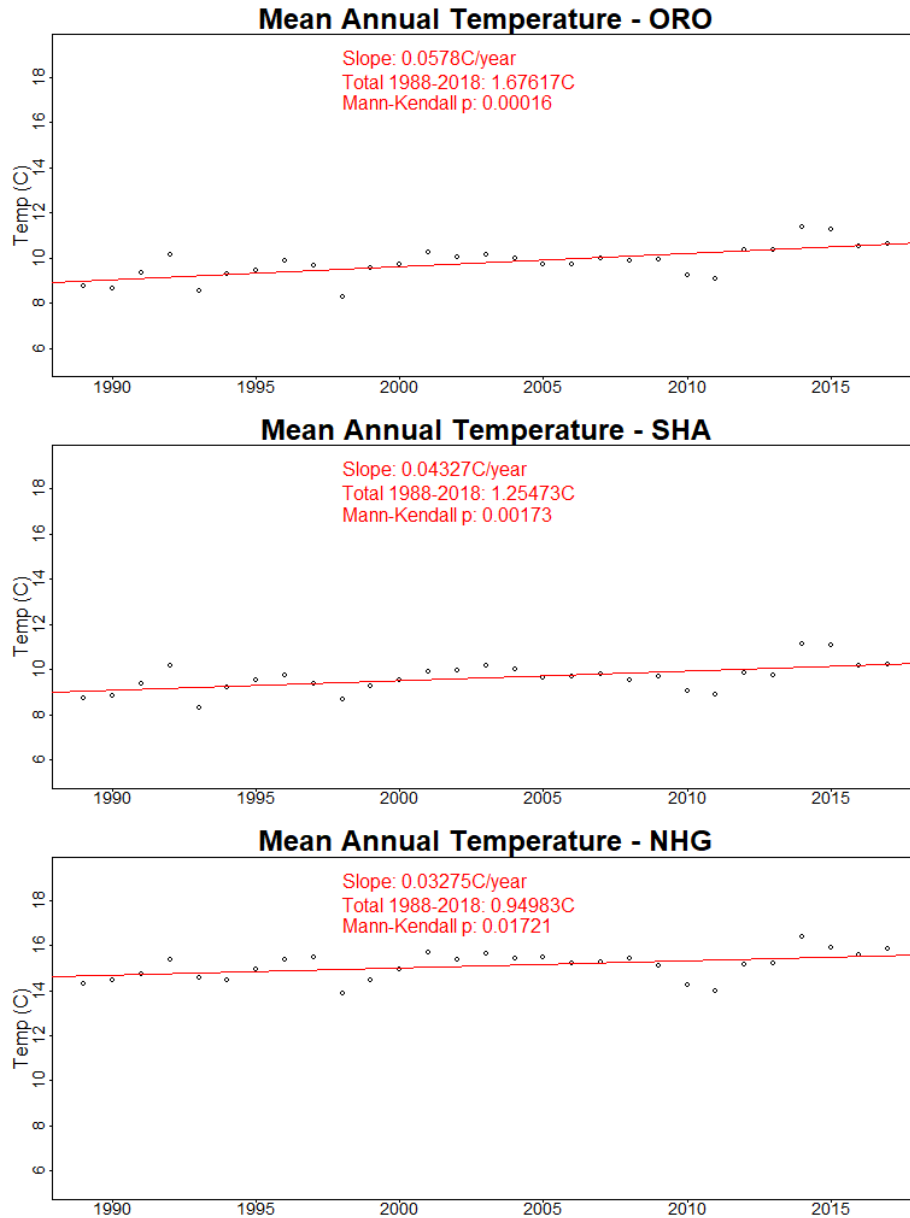 Mean Annual Temperature - ORO
Slope: 0.0578C/year
Total 1988-2018: 1.67617C
Mann-Kendall p: 0.00016
Temp (C)
18
16
14
12
10
8
6
1990 1995 2000 2005 2010 2015
Mean Annual Temperature - SHA
Slope: 0.04327C/year
Total 1988-2018: 1.25473C
Mann-Kendall p: 0.00173
Temp (C)
18
16
14
12
10
8
6
1990 1995 2000 2005 2010 2015
Mean Annual Temperature - NHG
Slope: 0.03275C/year
Total 1988-2018: 0.94983C
Mann-Kendall p: 0.01721
Temp (C)
18
16
14
12
10
8
6
1990 1995 2000 2005 2010 2015